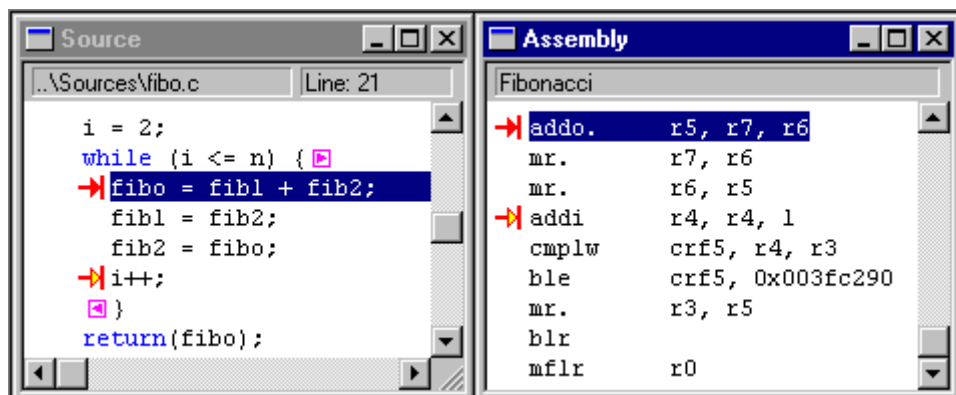 Source
..\Sources\fibo.c Line: 21
i = 2;
while (i <= n) {
fibo = fib1 + fib2;
fib1 = fib2;
fib2 = fibo;
i++;
}
return(fibo);
Assembly
Fibonacci
addo. r5, r7, r6
mr. r7, r6
mr. r6, r5
addi r4, r4, 1
cmplw crf5, r4, r3
ble crf5, 0x003fc290
mr. r3, r5
blr
mflr r0